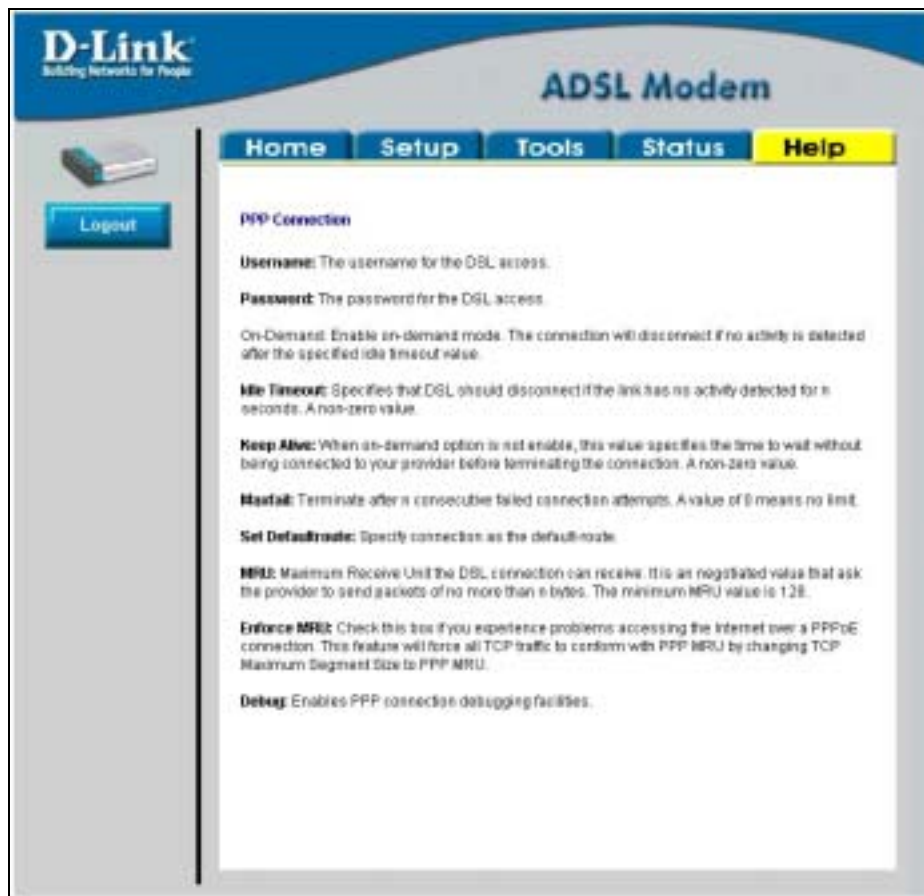 D-Link
Building Networks for People
ADSL Modem
Home
Setup
Tools
Status
Help
Logout
PPP Connection
Username: The username for the DSL access.
Password: The password for the DSL access.
On-Demand: Enable on-demand mode. The connection will disconnect if no activity is detected
after the specified idle timeout value.
Idle Timeout: Specifies that DSL should disconnect if the link has no activity detected for n
seconds. A non-zero value.
Keep Alive: When on-demand option is not enable, this value specifies the time to wait without
being connected to your provider before terminating the connection. A non-zero value.
Maxfail: Terminate after n consecutive failed connection attempts. A value of 0 means no limit.
Set Defaultroute: Specify connection as the default-route.
MRU: Maximum Receive Unit the DSL connection can receive. It is an negotiated value that ask
the provider to send packets of no more than n bytes. The minimum MRU value is 128.
Enforce MRU: Check this box if you experience problems accessing the Internet over a PPPoE
connection. This feature will force all TCP traffic to conform with PPP MRU by changing TCP
Maximum Segment Size to PPP MRU.
Debug: Enables PPP connection debugging facilities.